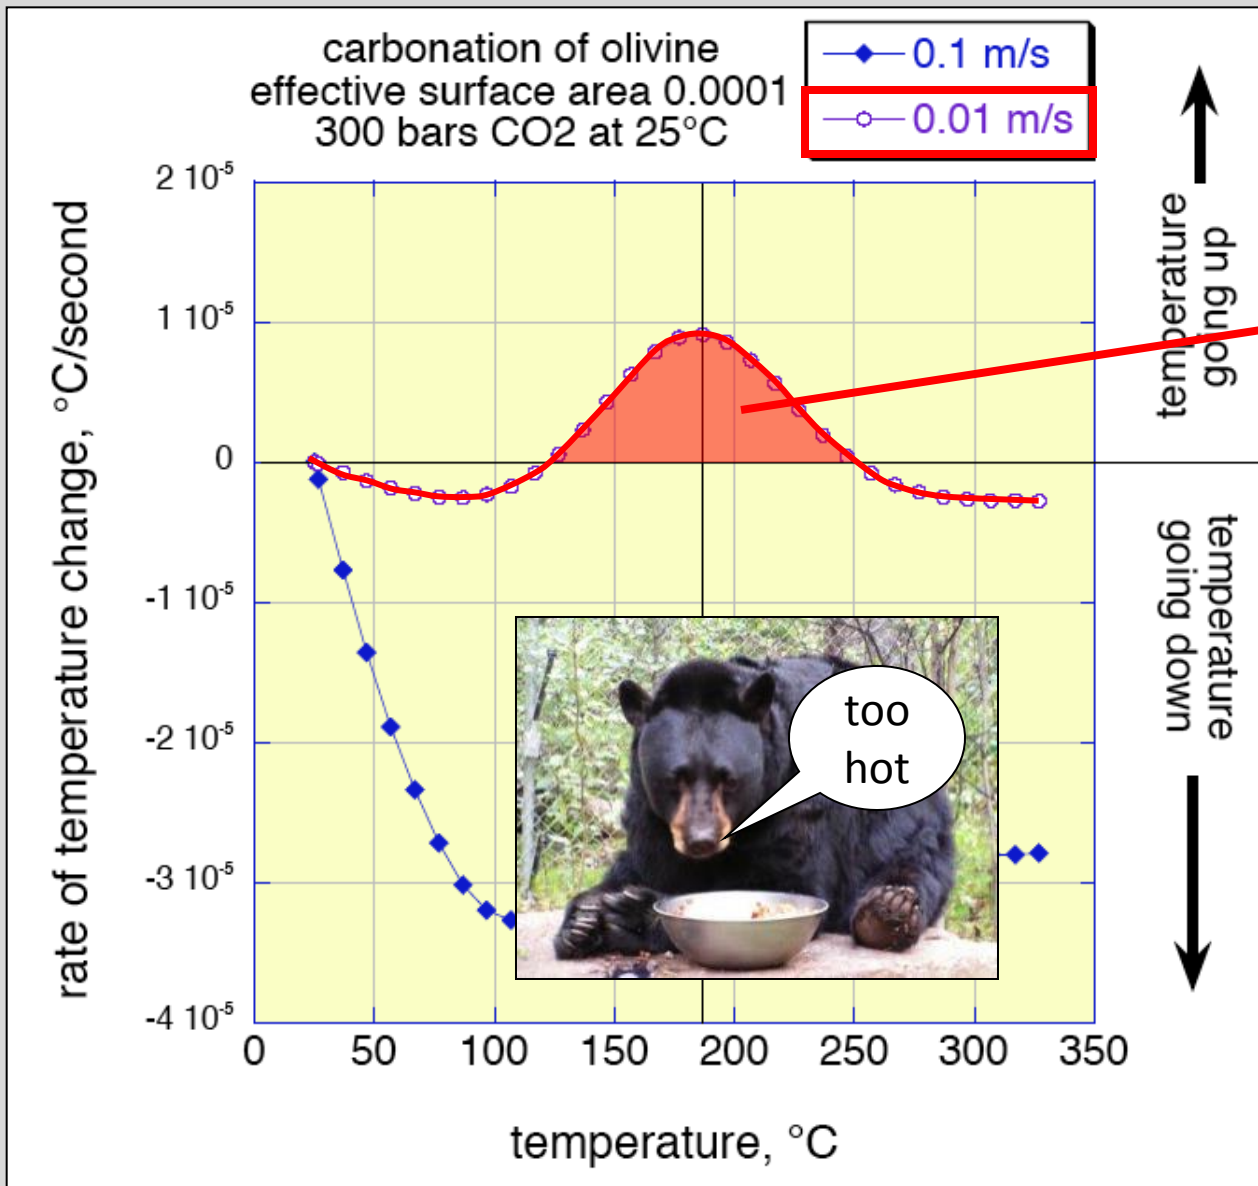 carbonation of olivine
effective surface area 0.0001
300 bars CO2 at 25°C
0.1 m/s
0.01 m/s
2 10-5
1 10-5
0
-1 10-5
-2 10-5
-3 10-5
-4 10-5
rate of temperature change, °C/second
0 50 100 150 200 250 300 350
temperature, °C
temperature
going up
temperature
going down
too
hot